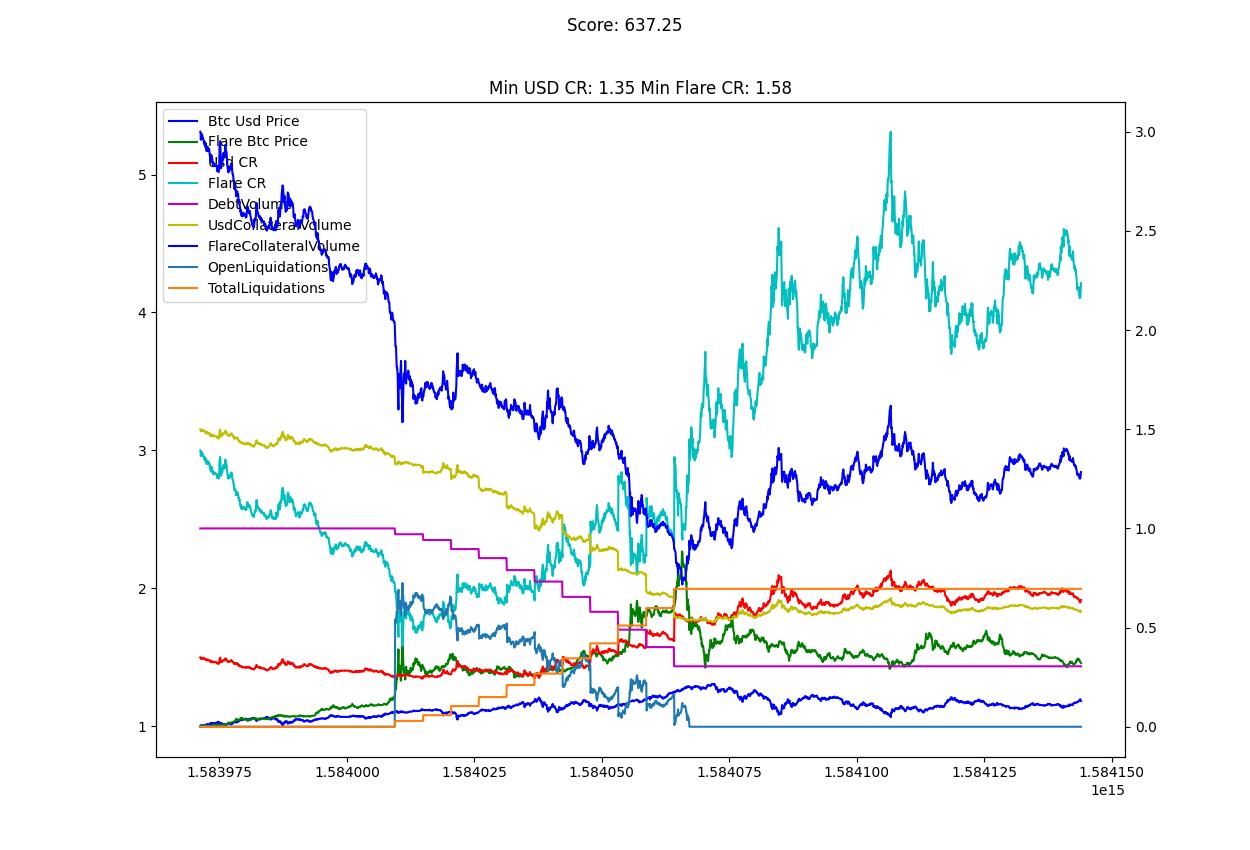 Score: 637.25
Min USD CR: 1.35 Min Flare CR: 1.58
Btc Usd Price
Flare Btc Price
Usd CR
Flare CR
DebtVolume
UsdCollateralVolume
FlareCollateralVolume
OpenLiquidations
TotalLiquidations
5
4
3
2
1
3.0
2.5
2.0
1.5
1.0
0.5
0.0
1.583975 1.584000 1.584025 1.584050 1.584075 1.584100 1.584125 1.584150
1e15